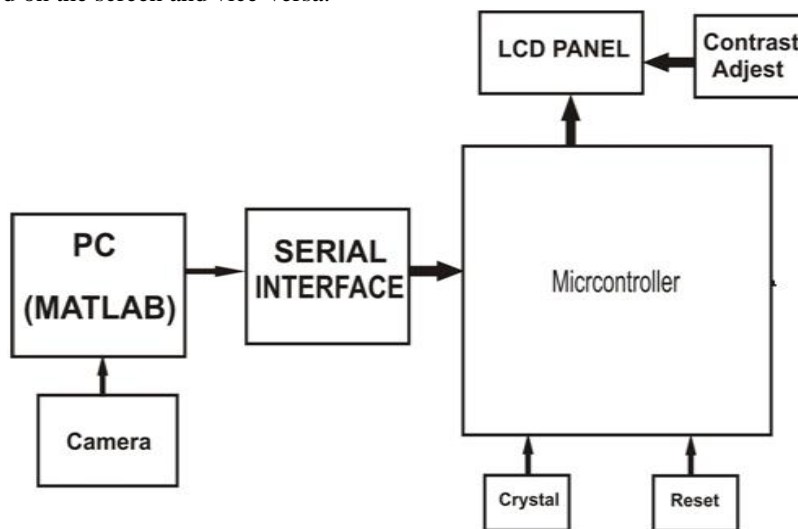 on the screen and vice-versa.
LCD PANEL
Contrast
Adjest
PC
(MATLAB)
SERIAL
INTERFACE
Micrcontroller
Camera
Crystal
Reset